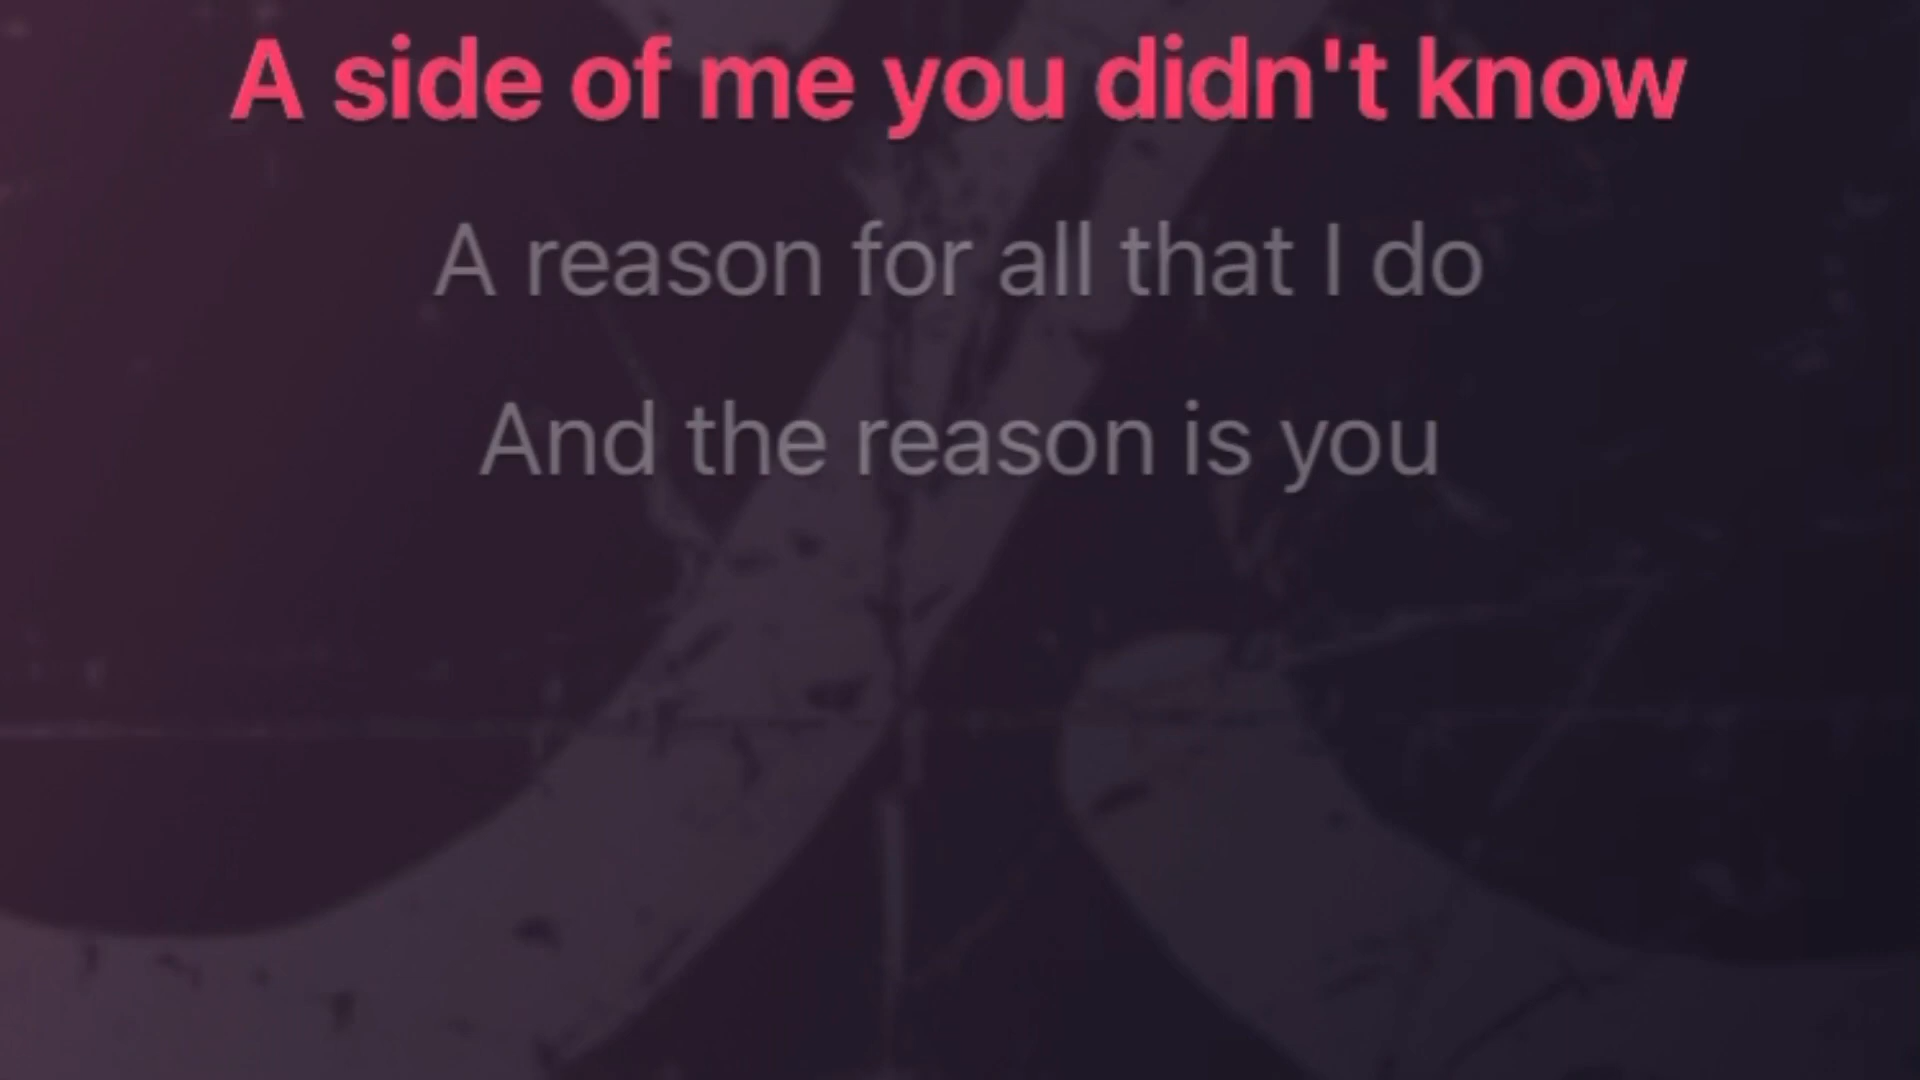 A side of me you didn't know
A reason for all that I do
And the reason is you